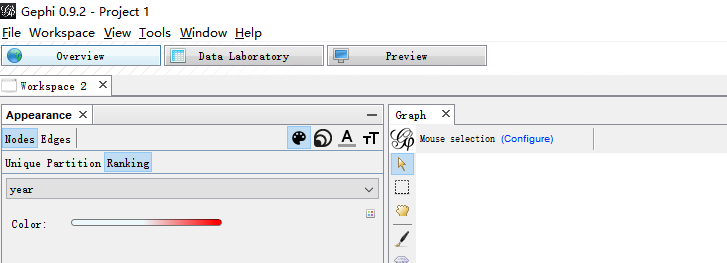 Gephi 0.9.2 - Project 1
File Workspace View Tools Window Help
Overview Data Laboratory Preview
Workspace 2
Appearance
Graph
Nodes Edges
Mouse selection (Configure)
Unique Partition Ranking
year
Color: